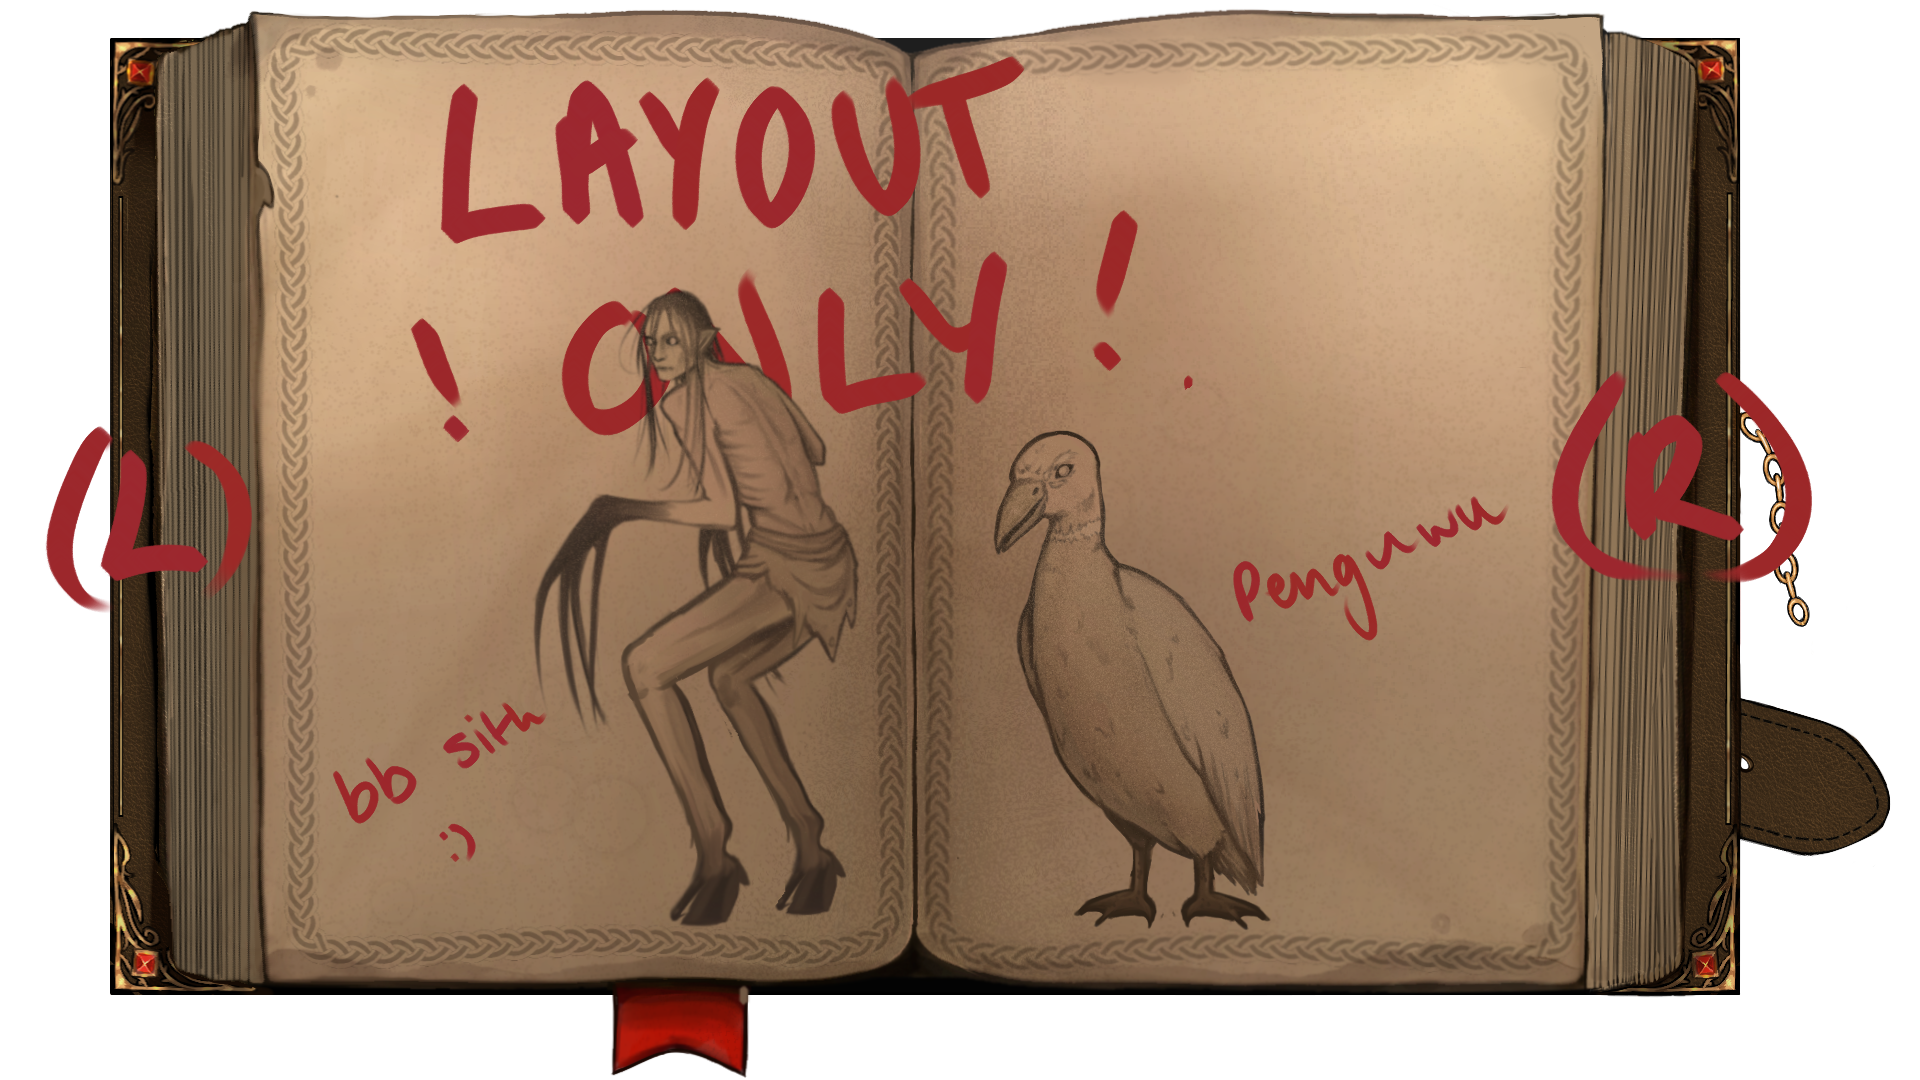 LAYOUT
! ONLY !
(L)
(R)
Penguwu
bb sith
:)